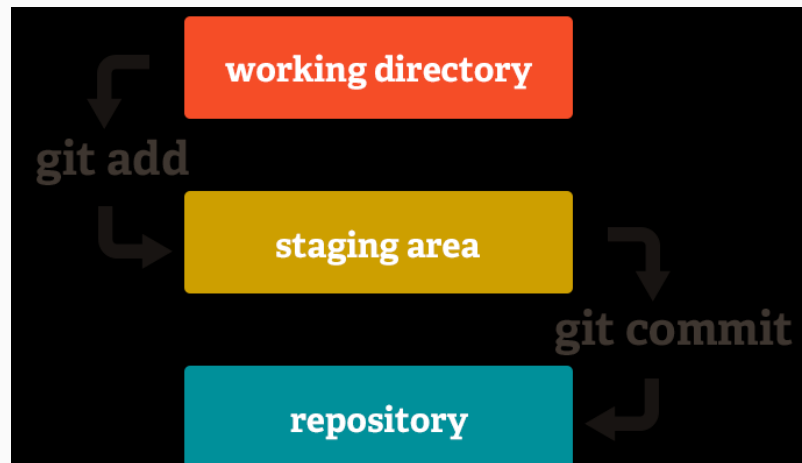 working directory
git add
staging area
git commit
repository